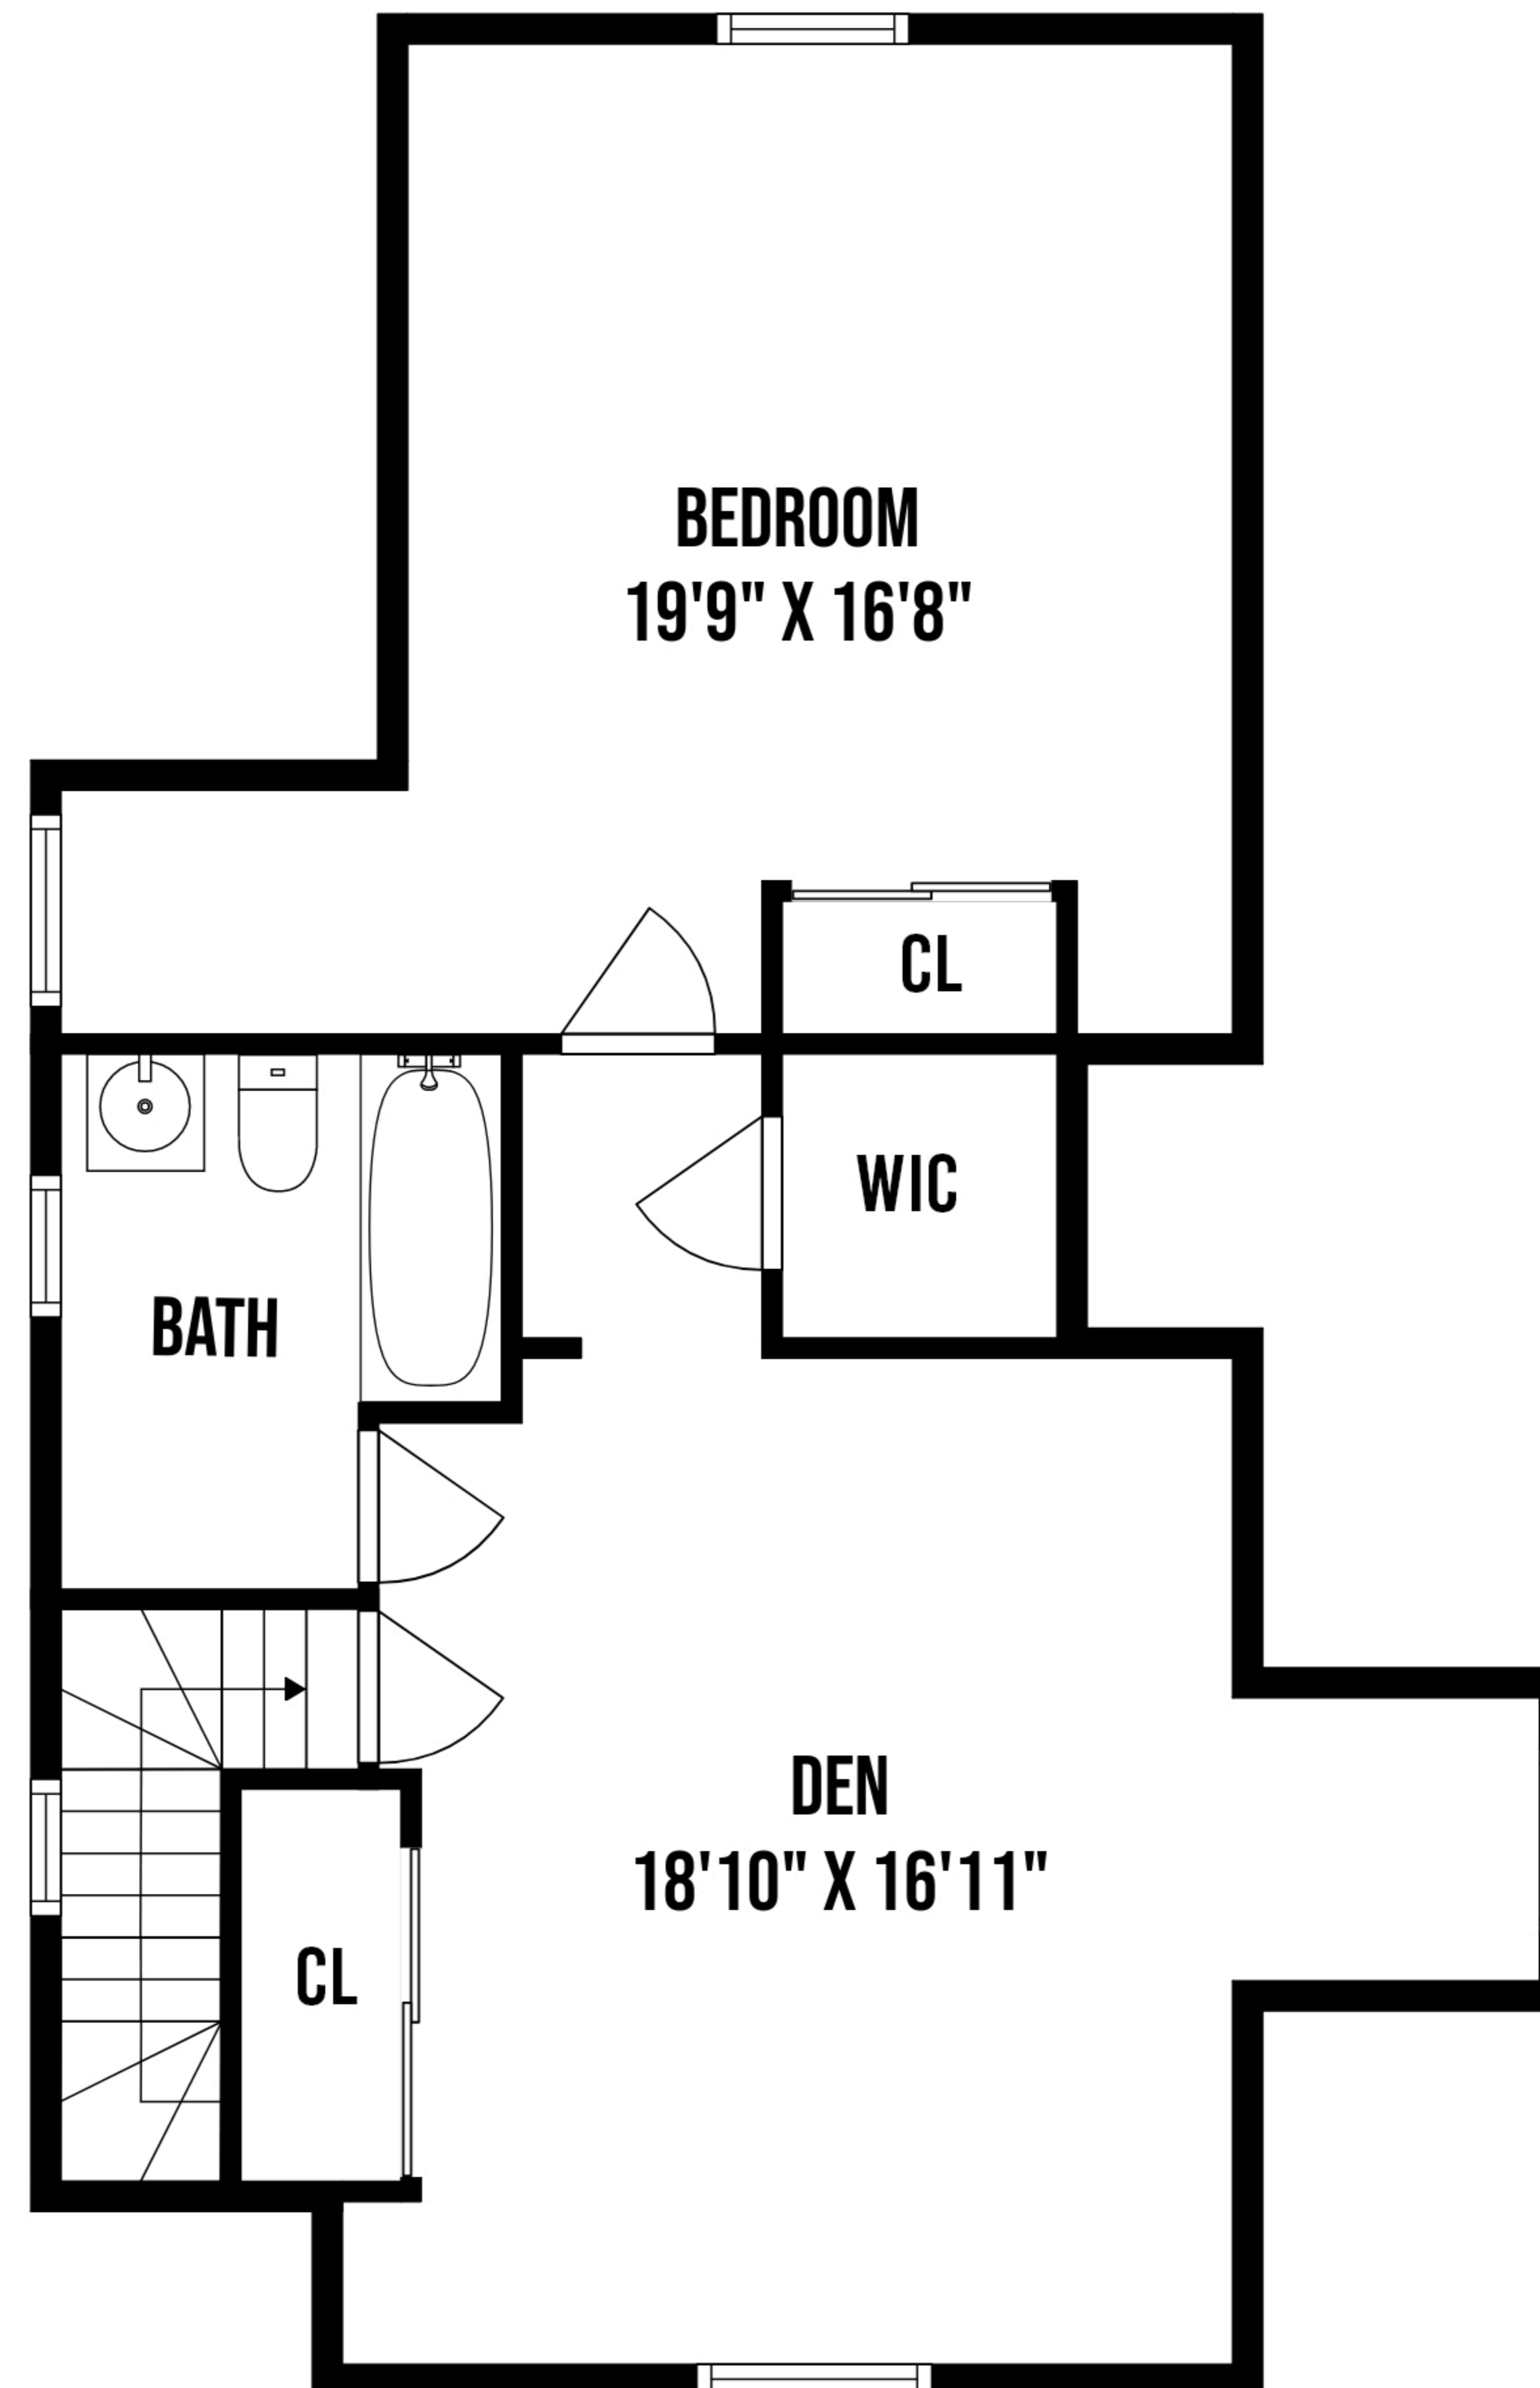 BEDROOM
19'9" X 16'8"
CL
WIC
BATH
DEN
18'10" X 16'11"
CL